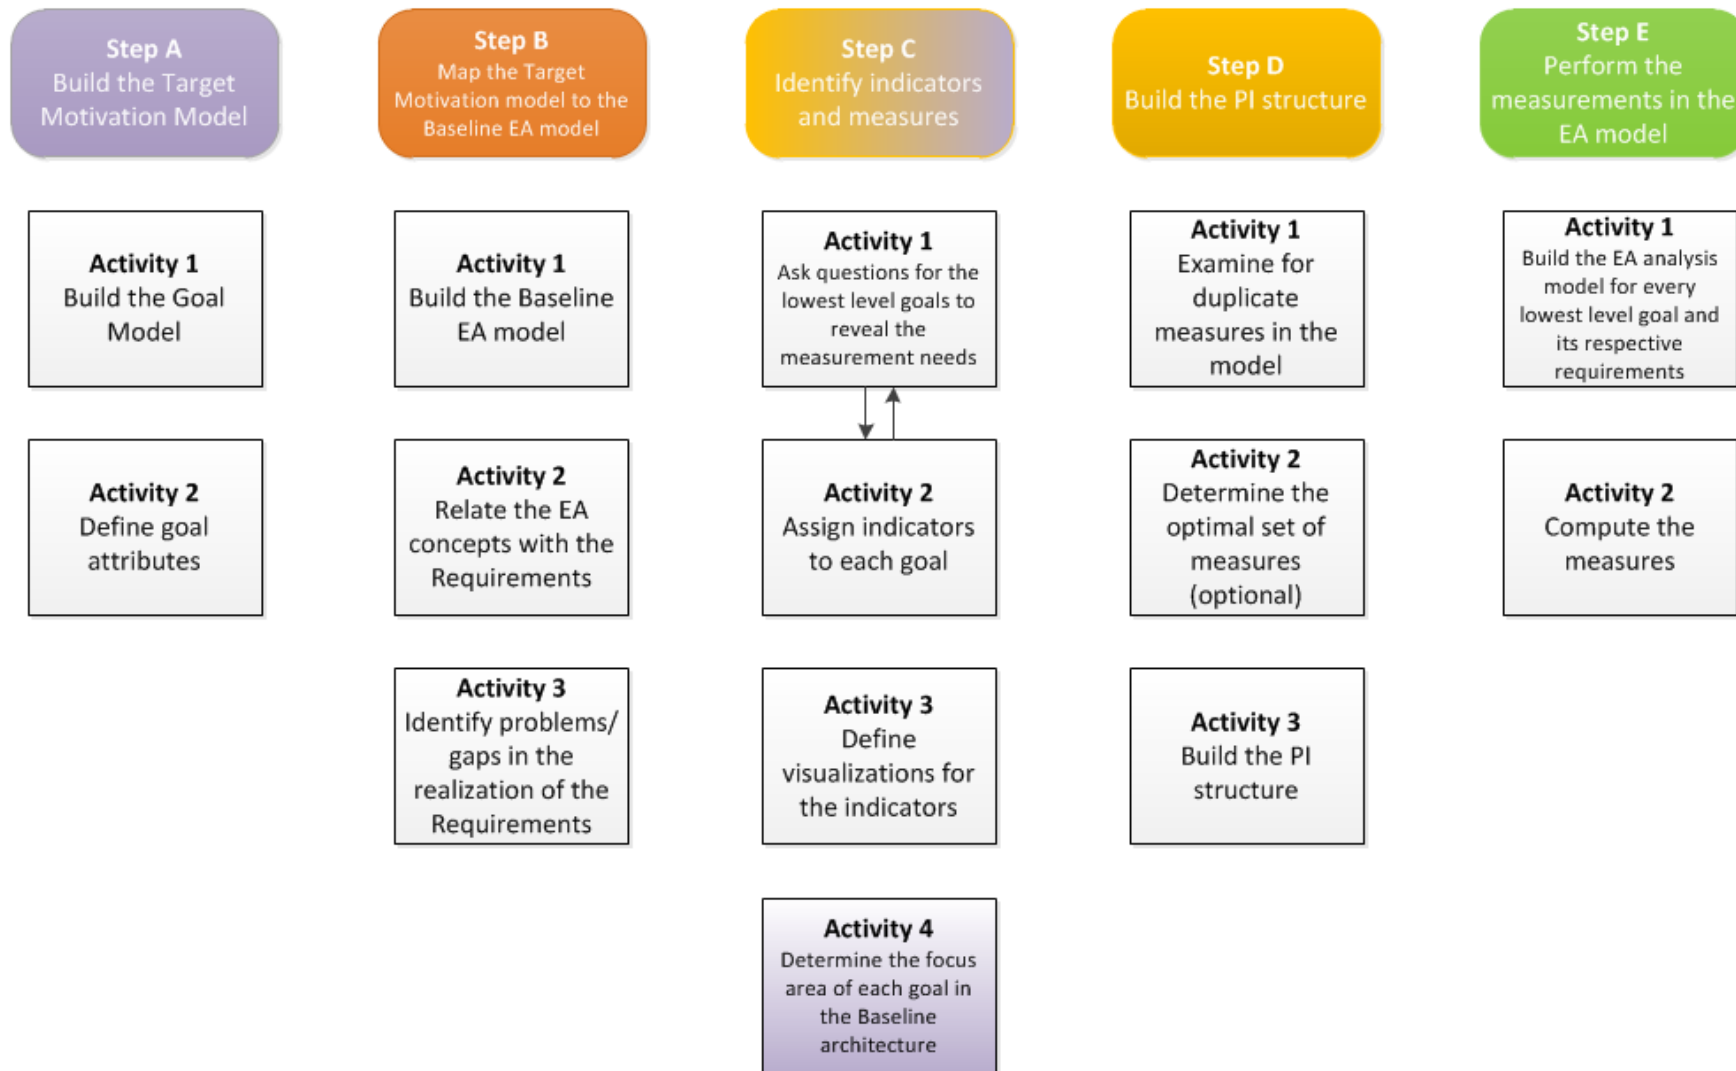 Step A
Build the Target
Motivation Model
Step B
Map the Target
Motivation model to the
Baseline EA model
Step C
Identify indicators
and measures
Step D
Build the PI structure
Step E
Perform the
measurements in the
EA model
Activity 1
Build the Goal
Model
Activity 2
Define goal
attributes
Activity 1
Build the Baseline
EA model
Activity 2
Relate the EA
concepts with the
Requirements
Activity 3
Identify problems/
gaps in the
realization of the
Requirements
Activity 1
Ask questions for the
lowest level goals to
reveal the
measurement needs
Activity 2
Assign indicators
to each goal
Activity 3
Define
visualizations for
the indicators
Activity 4
Determine the focus
area of each goal in
the Baseline
architecture
Activity 1
Examine for
duplicate
measures in the
model
Activity 2
Determine the
optimal set of
measures
(optional)
Activity 3
Build the PI
structure
Activity 1
Build the EA analysis
model for every
lowest level goal and
its respective
requirements
Activity 2
Compute the
measures